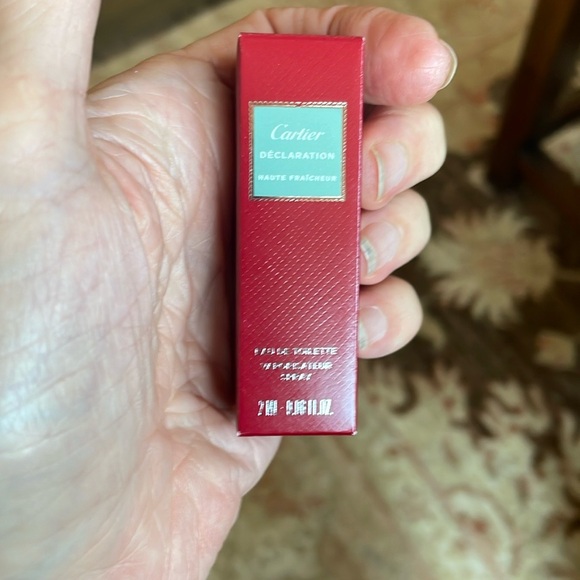 Cartier
DÉCLARATION
HAUTE FRAÎCHEUR
EAU DE TOILETTE
VAPORISATEUR
SPRAY
2 ML - 0.06 FL.OZ.